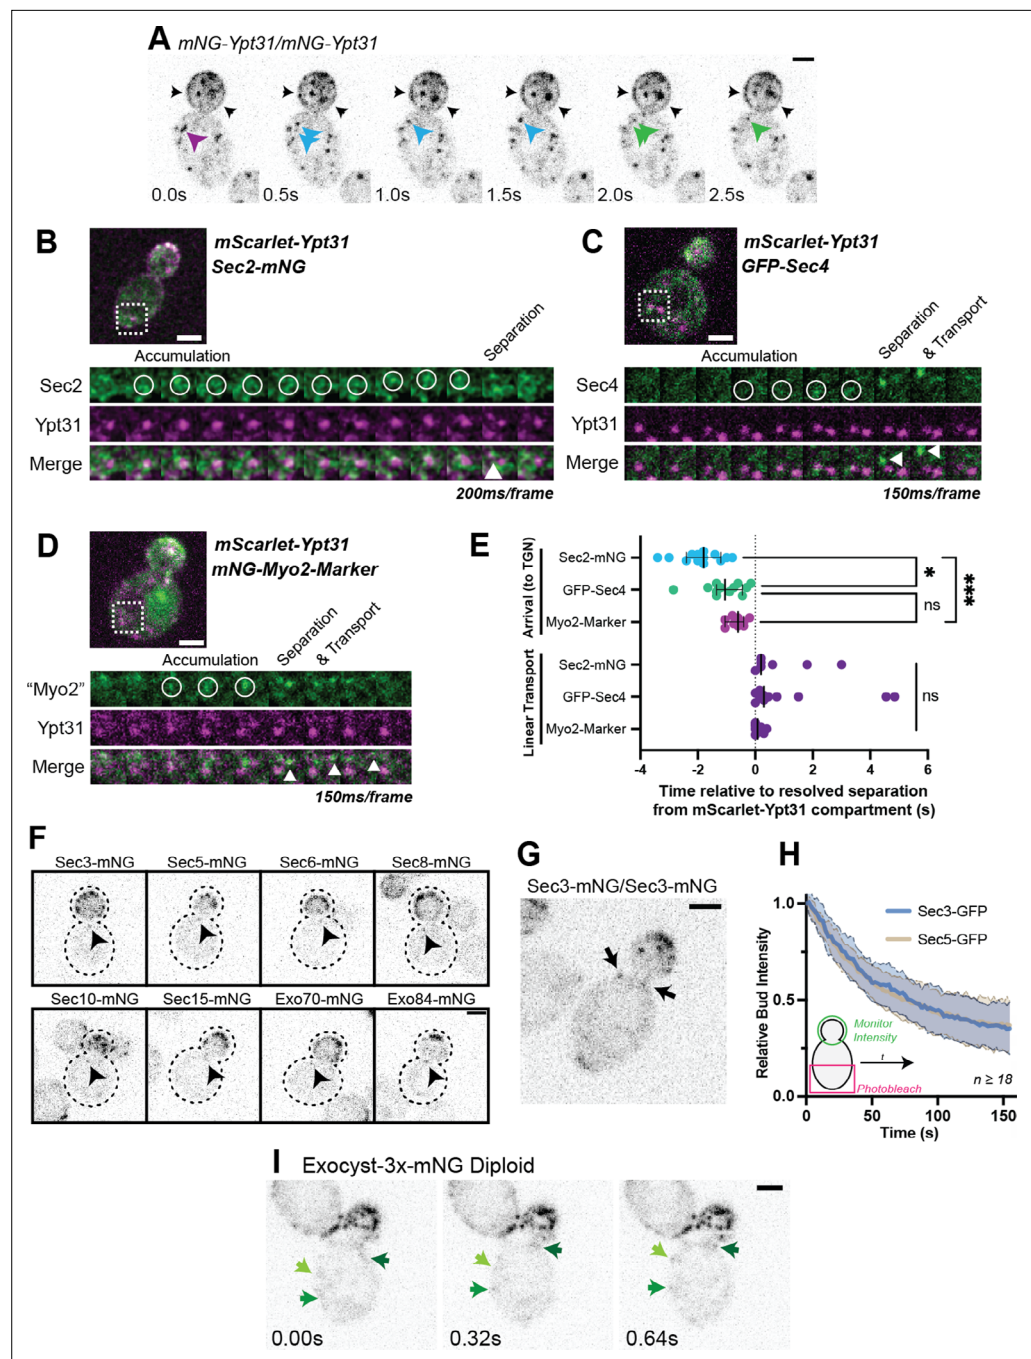 A mNG-Ypt31/mNG-Ypt31
0.0s
0.5s
1.0s
1.5s
2.0s
2.5s
B
mScarlet-Ypt31
Sec2-mNG
Accumulation
Separation
Sec2
Ypt31
Merge
200ms/frame
C
mScarlet-Ypt31
GFP-Sec4
Accumulation
Separation
& Transport
Sec4
Ypt31
Merge
150ms/frame
D
mScarlet-Ypt31
mNG-Myo2-Marker
Accumulation
Separation
& Transport
“Myo2”
Ypt31
Merge
150ms/frame
E
Arrival (to TGN)
Sec2-mNG
GFP-Sec4
Myo2-Marker
*
ns
***
Linear Transport
Sec2-mNG
GFP-Sec4
Myo2-Marker
ns
-4 -2 0 2 4 6
Time relative to resolved separation
from mScarlet-Ypt31 compartment (s)
F
Sec3-mNG Sec5-mNG Sec6-mNG Sec8-mNG
Sec10-mNG Sec15-mNG Exo70-mNG Exo84-mNG
G
Sec3-mNG/Sec3-mNG
H
Relative Bud Intensity
1.0
0.5
0.0
Sec3-GFP
Sec5-GFP
Monitor
Intensity
t
Photobleach
n ≥ 18
0 50 100 150
Time (s)
I Exocyst-3x-mNG Diploid
0.00s
0.32s
0.64s